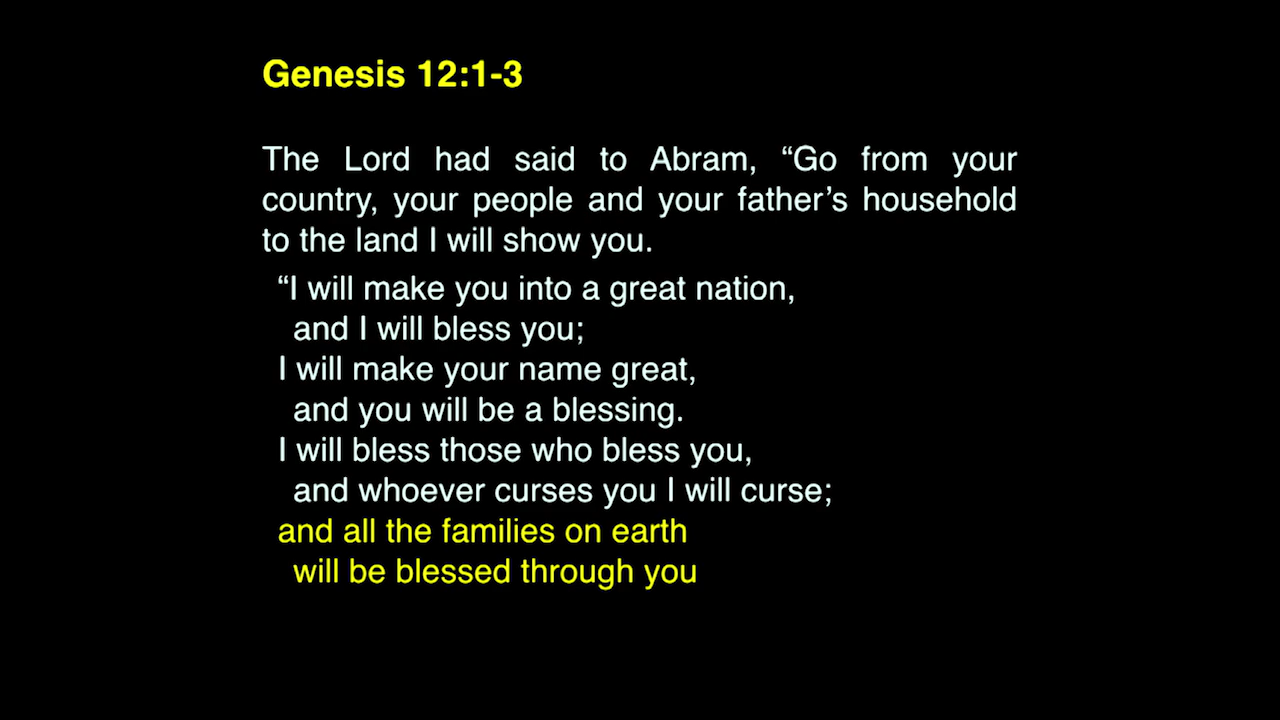 Genesis 12:1-3
The Lord had said to Abram, “Go from your
country, your people and your father’s household
to the land I will show you.
“I will make you into a great nation,
and I will bless you;
I will make your name great,
and you will be a blessing.
I will bless those who bless you,
and whoever curses you I will curse;
and all the families on earth
will be blessed through you